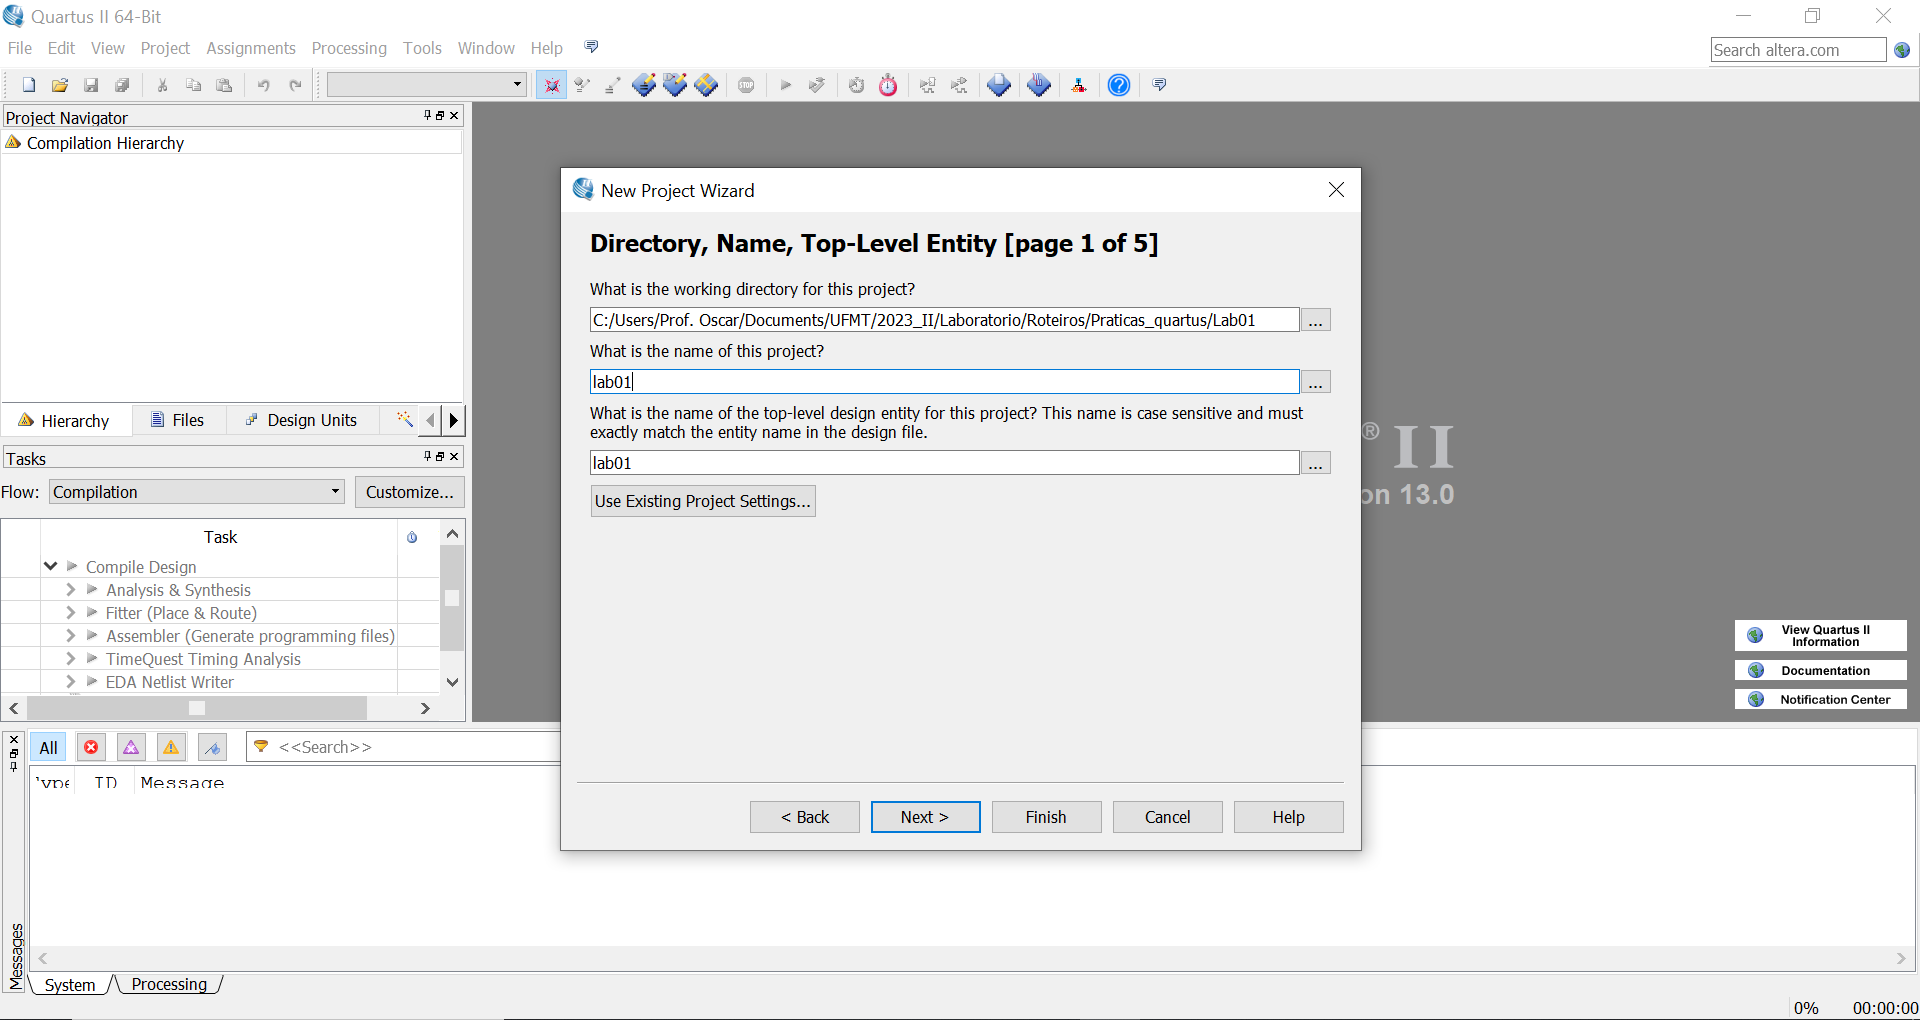 Quartus II 64-Bit
File Edit View Project Assignments Processing Tools Window Help
Search altera.com
STOP
Project Navigator
Compilation Hierarchy
Hierarchy Files Design Units
Tasks
Flow: Compilation Customize...
Task
Compile Design
Analysis & Synthesis
Fitter (Place & Route)
Assembler (Generate programming files)
TimeQuest Timing Analysis
EDA Netlist Writer
New Project Wizard
Directory, Name, Top-Level Entity [page 1 of 5]
What is the working directory for this project?
C:/Users/Prof. Oscar/Documents/UFMT/2023_II/Laboratorio/Roteiros/Praticas_quartus/Lab01
...
What is the name of this project?
lab01
...
What is the name of the top-level design entity for this project? This name is case sensitive and must
exactly match the entity name in the design file.
lab01
...
Use Existing Project Settings...
< Back Next > Finish Cancel Help
® II
on 13.0
View Quartus II
Information
Documentation
Notification Center
All <<Search>>
ID Message
Messages
System Processing
0% 00:00:00